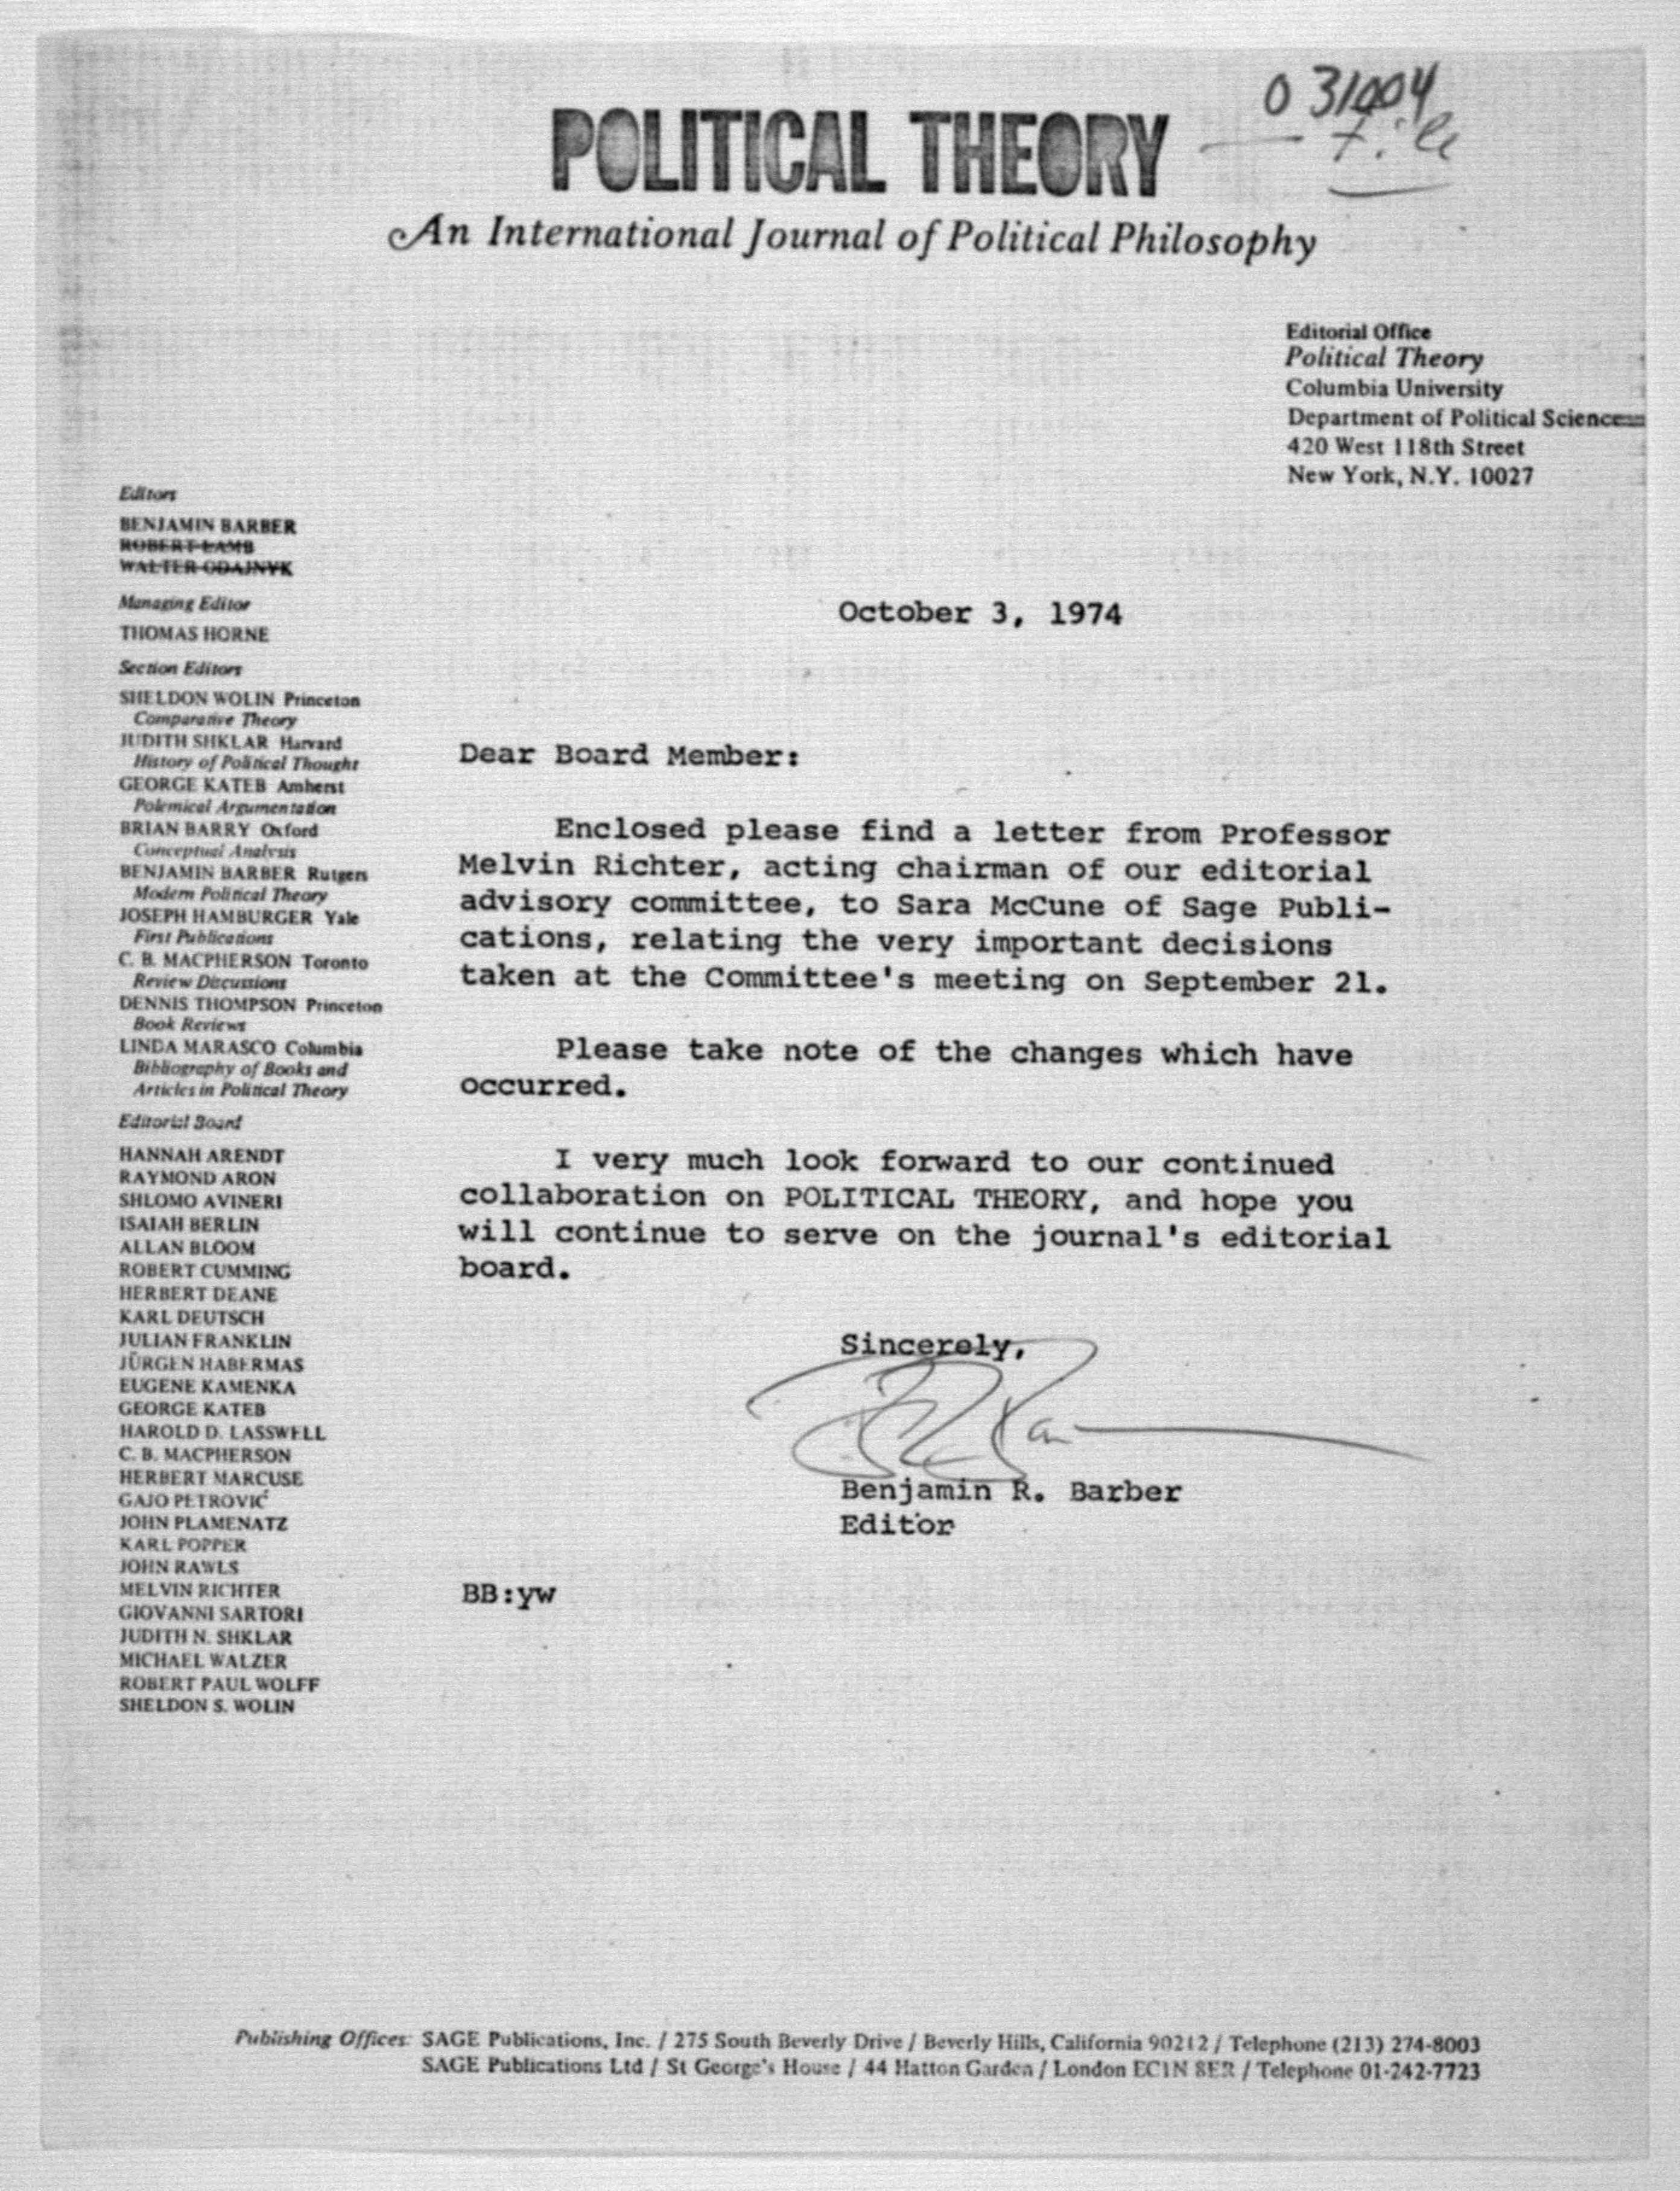 031004
File
POLITICAL THEORY
An International Journal of Political Philosophy
Editorial Office
Political Theory
Columbia University
Department of Political Science
420 West 118th Street
New York, N.Y. 10027
Editors
BENJAMIN BARBER
ROBERT LAMB
WALTER ODAJNYK
Managing Editor
THOMAS HORNE
Section Editors
SHELDON WOLIN Princeton
Comparative Theory
JUDITH SHKLAR Harvard
History of Political Thought
GEORGE KATEB Amherst
Polemical Argumentation
BRIAN BARRY Oxford
Conceptual Analysis
BENJAMIN BARBER Rutgers
Modern Political Theory
JOSEPH HAMBURGER Yale
First Publications
C. B. MACPHERSON Toronto
Review Discussions
DENNIS THOMPSON Princeton
Book Reviews
LINDA MARASCO Columbia
Bibliography of Books and
Articles in Political Theory
Editorial Board
HANNAH ARENDT
RAYMOND ARON
SHLOMO AVINERI
ISAIAH BERLIN
ALLAN BLOOM
ROBERT CUMMING
HERBERT DEANE
KARL DEUTSCH
JULIAN FRANKLIN
JÜRGEN HABERMAS
EUGENE KAMENKA
GEORGE KATEB
HAROLD D. LASSWELL
C. B. MACPHERSON
HERBERT MARCUSE
GAJO PETROVIĆ
JOHN PLAMENATZ
KARL POPPER
JOHN RAWLS
MELVIN RICHTER
GIOVANNI SARTORI
JUDITH N. SHKLAR
MICHAEL WALZER
ROBERT PAUL WOLFF
SHELDON S. WOLIN
October 3, 1974
Dear Board Member:
Enclosed please find a letter from Professor
Melvin Richter, acting chairman of our editorial
advisory committee, to Sara McCune of Sage Publi-
cations, relating the very important decisions
taken at the Committee's meeting on September 21.
Please take note of the changes which have
occurred.
I very much look forward to our continued
collaboration on POLITICAL THEORY, and hope you
will continue to serve on the journal's editorial
board.
Sincerely,
Benjamin R. Barber
Editor
BB:yw
Publishing Offices: SAGE Publications, Inc. / 275 South Beverly Drive / Beverly Hills, California 90212 / Telephone (213) 274-8003
SAGE Publications Ltd / St George's House / 44 Hatton Garden / London EC1N 8ER / Telephone 01-242-7723